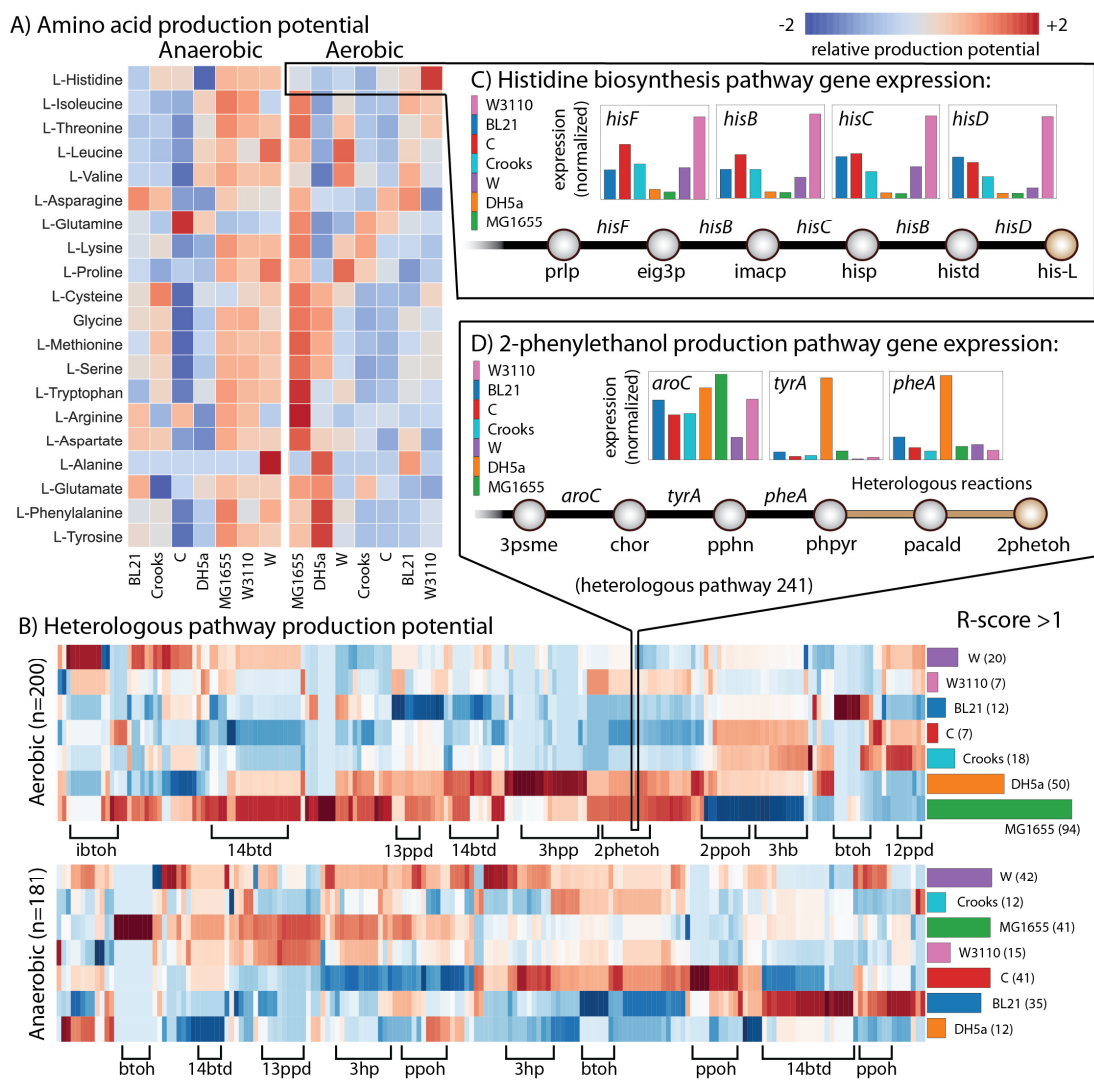 A) Amino acid production potential
-2
+2
relative production potential
Anaerobic
Aerobic
L-Histidine
L-Isoleucine
L-Threonine
L-Leucine
L-Valine
L-Asparagine
L-Glutamine
L-Lysine
L-Proline
L-Cysteine
Glycine
L-Methionine
L-Serine
L-Tryptophan
L-Arginine
L-Aspartate
L-Alanine
L-Glutamate
L-Phenylalanine
L-Tyrosine
BL21 Crooks C DH5a MG1655 W3110 W
MG1655 DH5a W Crooks C BL21 W3110
C) Histidine biosynthesis pathway gene expression:
W3110
BL21
C
Crooks
W
DH5a
MG1655
expression
(normalized)
hisF hisB hisC hisD
hisF hisB hisC hisB hisD
prlp eig3p imacp hisp histd his-L
D) 2-phenylethanol production pathway gene expression:
W3110
BL21
C
Crooks
W
DH5a
MG1655
expression
(normalized)
aroC tyrA pheA
Heterologous reactions
aroC tyrA pheA
3psme chor pphn phpyr pacald 2phetoh
(heterologous pathway 241)
B) Heterologous pathway production potential
R-score >1
Aerobic (n=200)
W (20)
W3110 (7)
BL21 (12)
C (7)
Crooks (18)
DH5a (50)
MG1655 (94)
ibtoh 14btd 13ppd 14btd 3hpp 2phetoh 2ppoh 3hb btoh 12ppd
Anaerobic (n=181)
W (42)
Crooks (12)
MG1655 (41)
W3110 (15)
C (41)
BL21 (35)
DH5a (12)
btoh 14btd 13ppd 3hp ppoh 3hp btoh ppoh 14btd ppoh